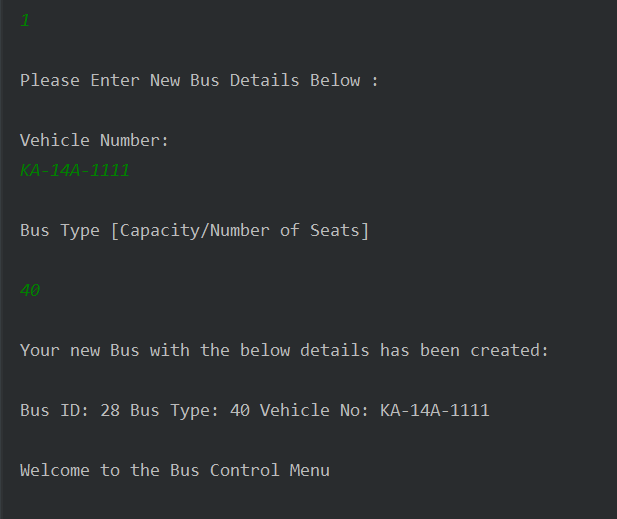 1
Please Enter New Bus Details Below :
Vehicle Number:
KA-14A-1111
Bus Type [Capacity/Number of Seats]
40
Your new Bus with the below details has been created:
Bus ID: 28 Bus Type: 40 Vehicle No: KA-14A-1111
Welcome to the Bus Control Menu